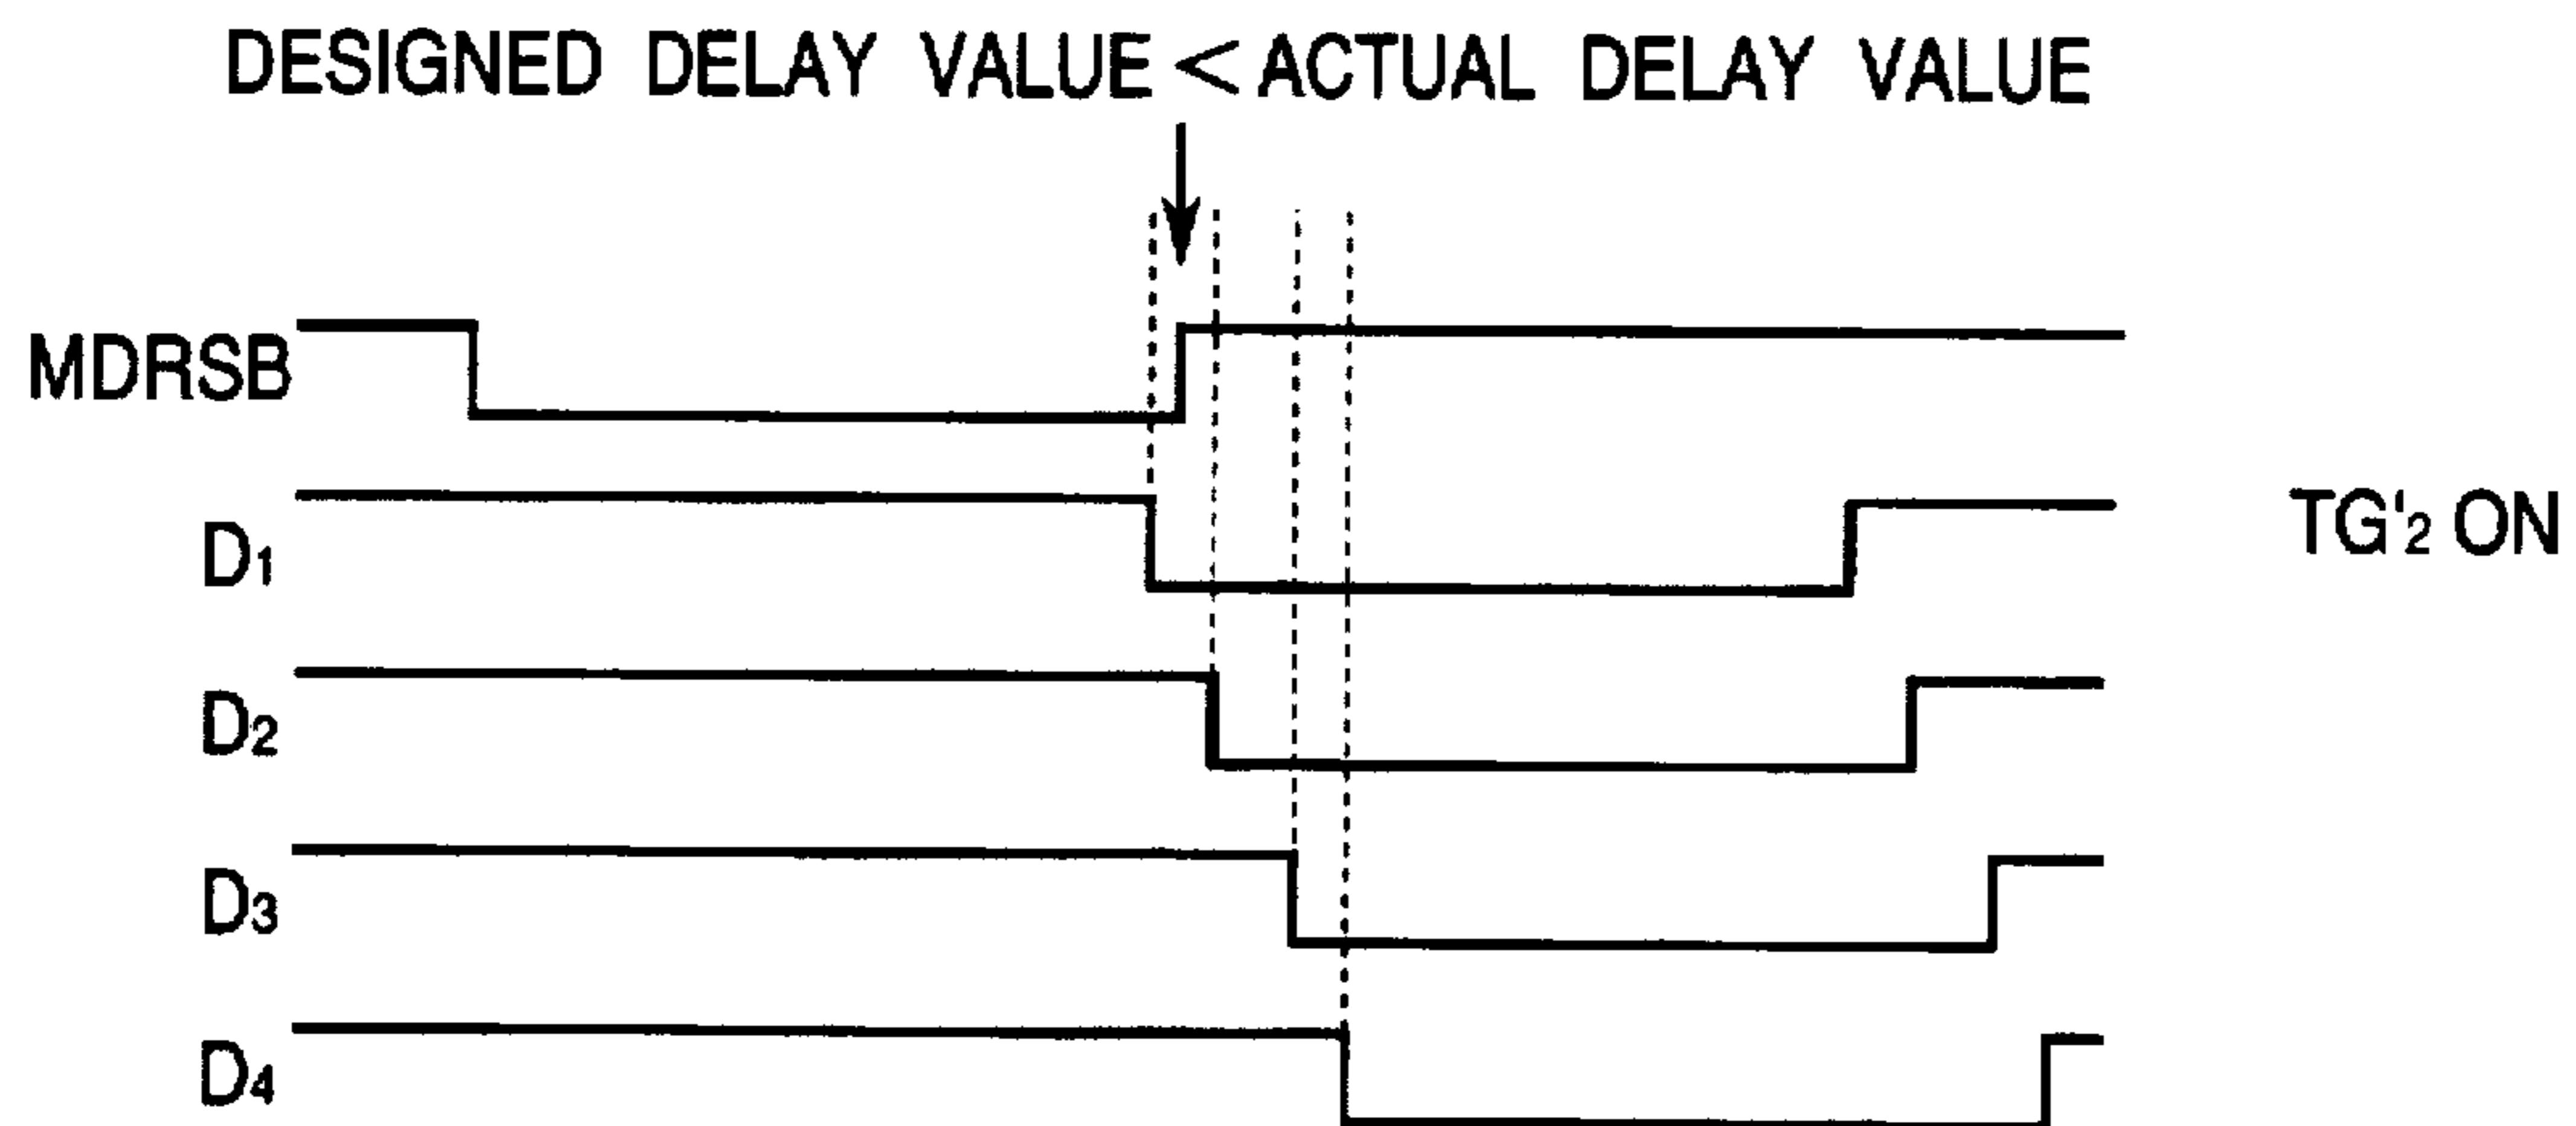 DESIGNED DELAY VALUE < ACTUAL DELAY VALUE
MDRSB
D1
TG'2 ON
D2
D3
D4